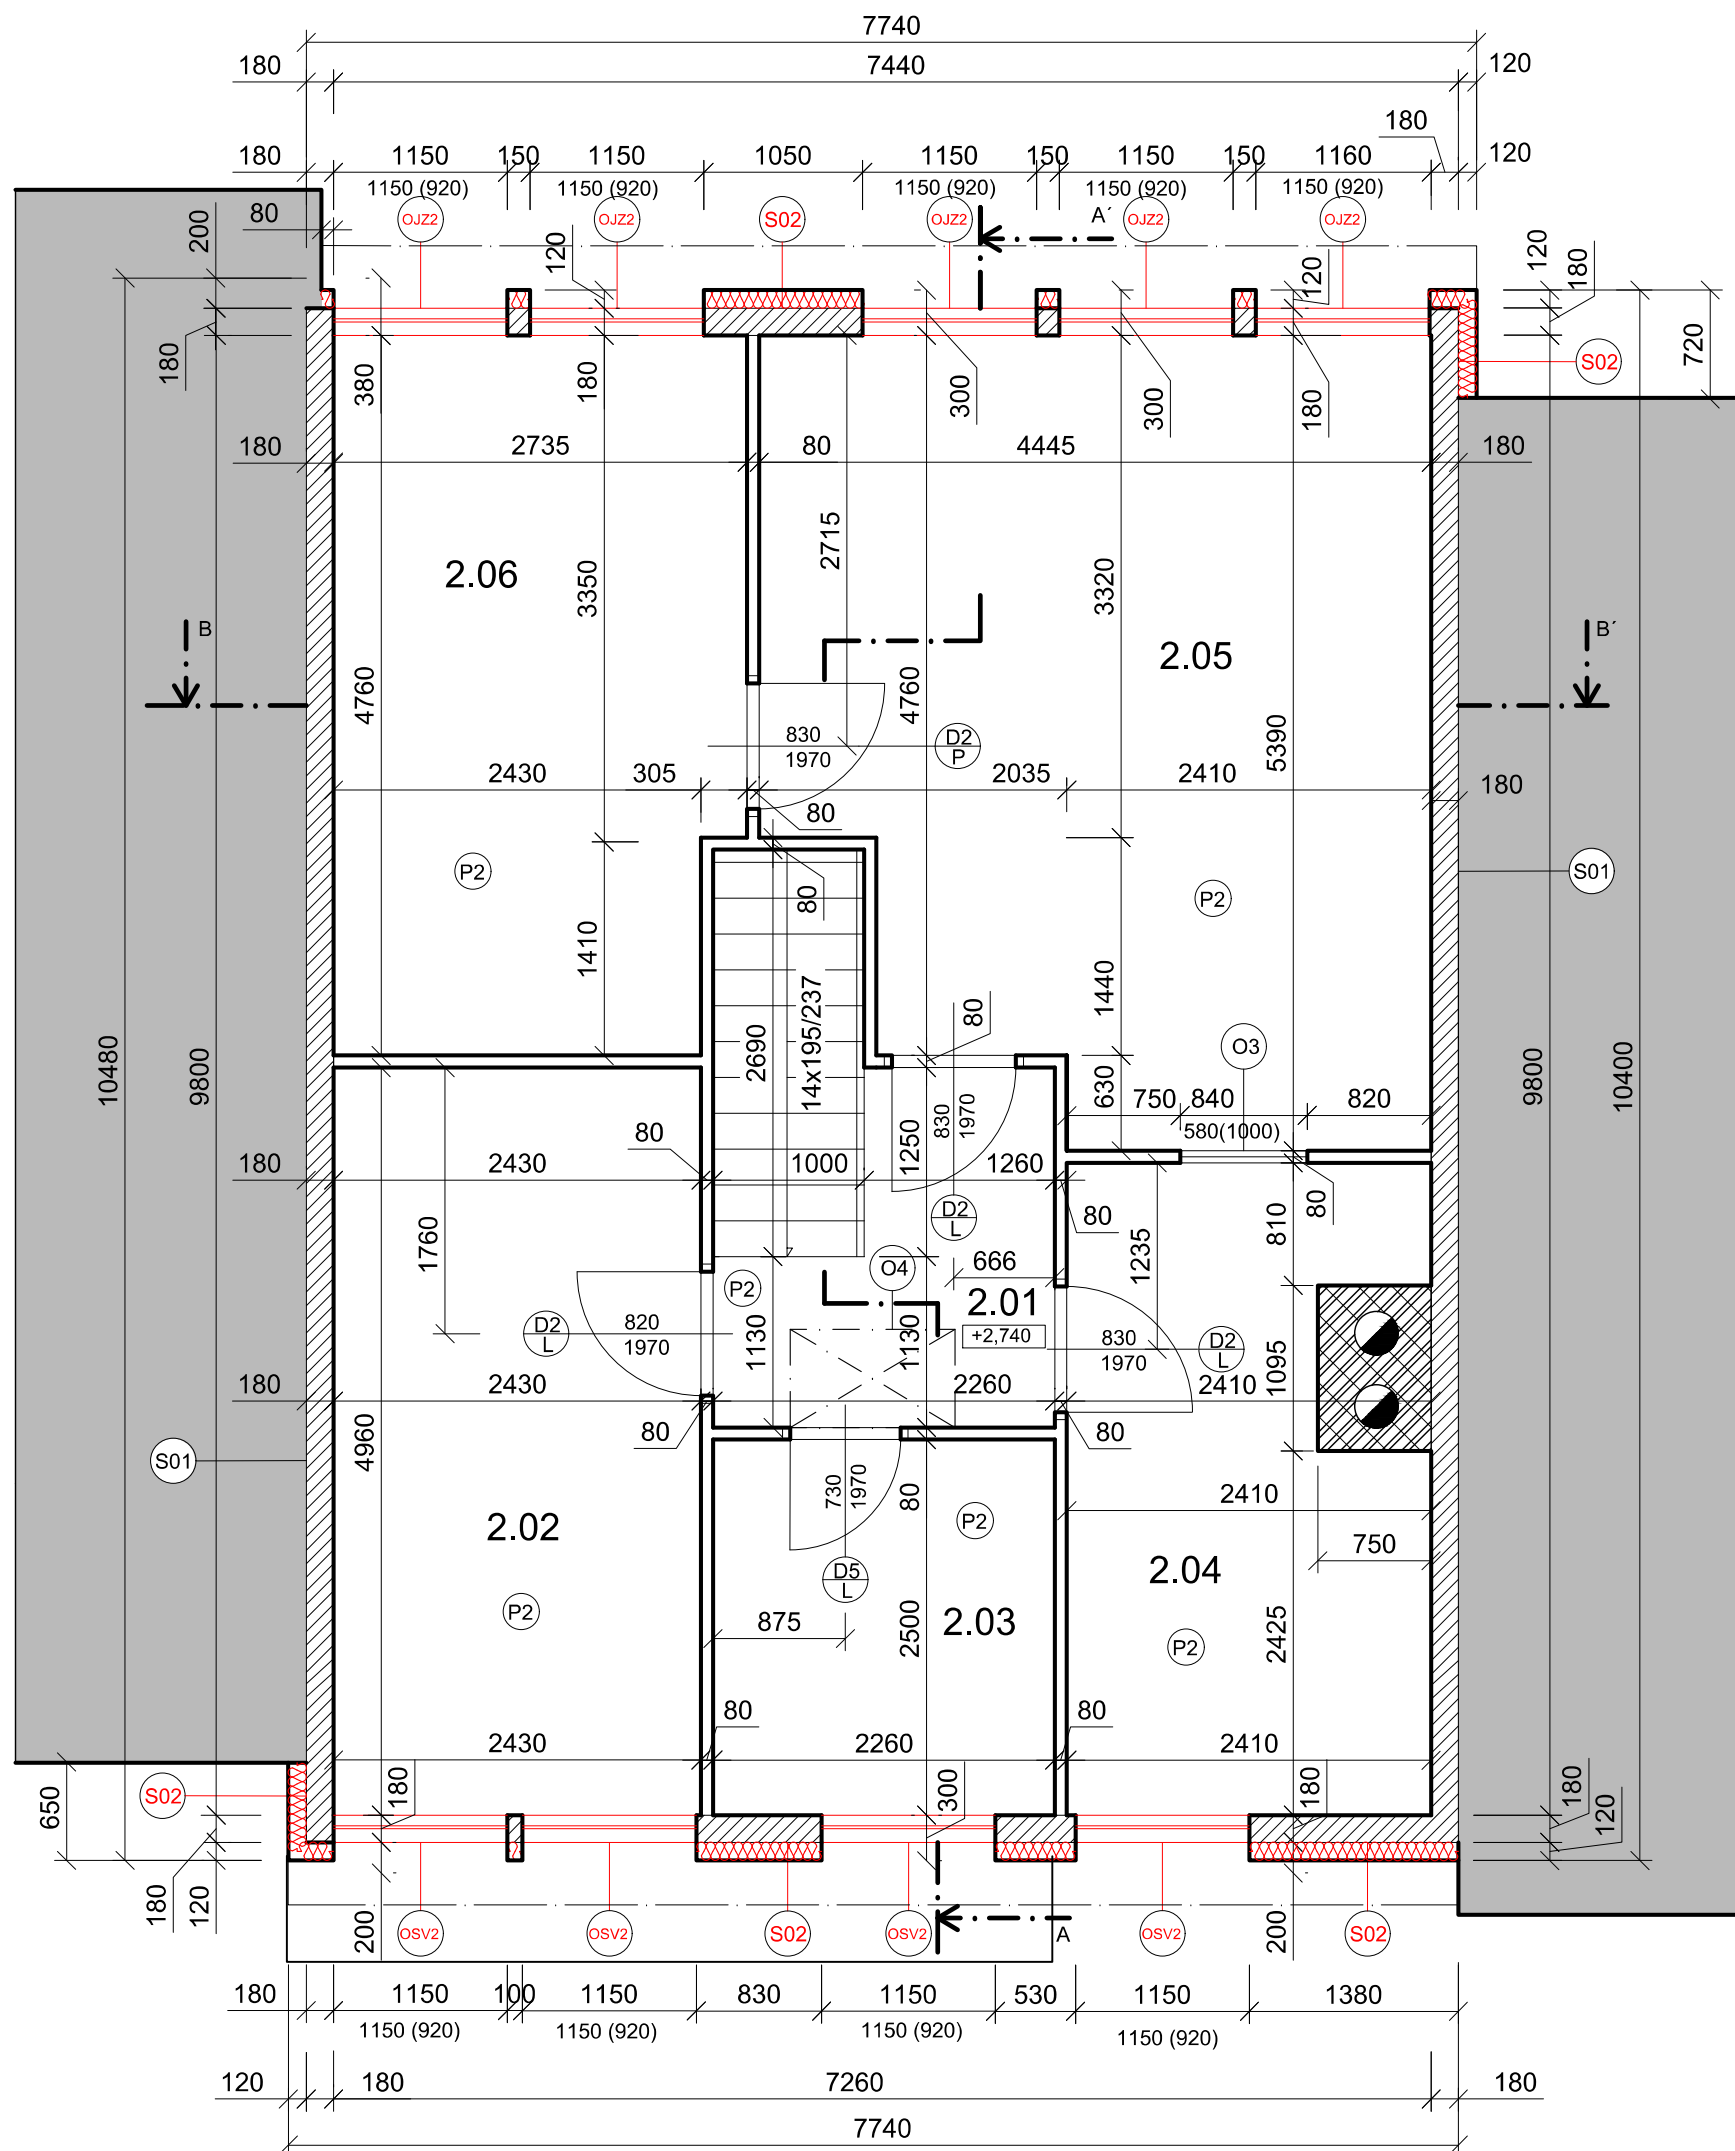 7740
180 7440 120
180
180 1150 150 1150 1050 1150 150 1150 150 1160 120
1150 (920) 1150 (920) 1150 (920) 1150 (920) 1150 (920)
OJZ2 OJZ2 S02 OJZ2 A´ OJZ2 OJZ2
80 200 120 120 120 180
180 380 180 300 300 180 S02 720
180 2735 80 4445 180
2715
2.06 3350 3320
B 2.05 B´
4760 4760 5390
830 D2
1970 P
2430 305 2035 2410 180
80
P2 80 P2 S01
1410 1440
14x195/237
80
10480 9800 2690 O3 9800 10400
630 750 840 820
830 1970 580(1000)
80 1250
180 2430 1000 1260 80
1760 D2 L 80 1235 810
O4 666
P2 2.01
D2 820 1130 1130 +2,740 830 D2
L 1970 1970 L
1095
180 2430 2260 2410
80 80
S01 4960
730 1970 80 2410
P2
2.02 750
D5 2.04
L
P2 875 2500 2.03 2425
P2
80 80
2430 2260 2410
650 S02 180 300 180 180
120
180 120 200 200
OSV2 OSV2 S02 OSV2 A OSV2 S02
180 1150 100 1150 830 1150 530 1150 1380
1150 (920) 1150 (920) 1150 (920) 1150 (920)
120 180 7260 180
7740